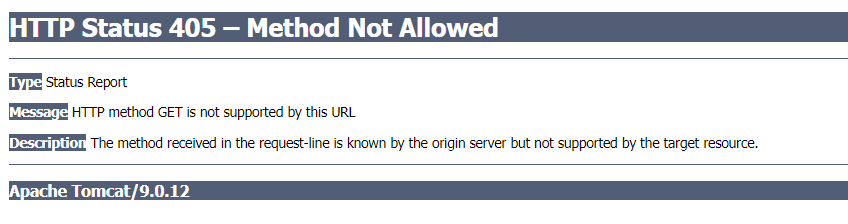 HTTP Status 405 – Method Not Allowed
Type Status Report
Message HTTP method GET is not supported by this URL
Description The method received in the request-line is known by the origin server but not supported by the target resource.
Apache Tomcat/9.0.12